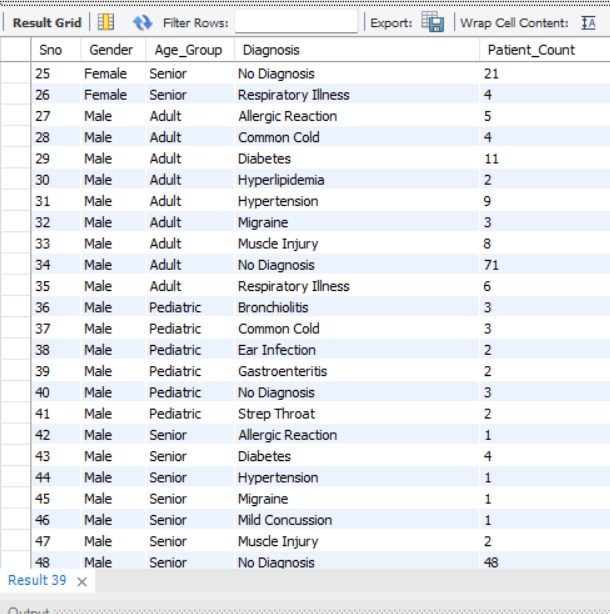 Result Grid Filter Rows: Export: Wrap Cell Content: IA
Sno Gender Age_Group Diagnosis Patient_Count
25 Female Senior No Diagnosis 21
26 Female Senior Respiratory Illness 4
27 Male Adult Allergic Reaction 5
28 Male Adult Common Cold 4
29 Male Adult Diabetes 11
30 Male Adult Hyperlipidemia 2
31 Male Adult Hypertension 9
32 Male Adult Migraine 3
33 Male Adult Muscle Injury 8
34 Male Adult No Diagnosis 71
35 Male Adult Respiratory Illness 6
36 Male Pediatric Bronchiolitis 3
37 Male Pediatric Common Cold 3
38 Male Pediatric Ear Infection 2
39 Male Pediatric Gastroenteritis 2
40 Male Pediatric No Diagnosis 3
41 Male Pediatric Strep Throat 2
42 Male Senior Allergic Reaction 1
43 Male Senior Diabetes 4
44 Male Senior Hypertension 1
45 Male Senior Migraine 1
46 Male Senior Mild Concussion 1
47 Male Senior Muscle Injury 2
48 Male Senior No Diagnosis 48
Result 39 ×
Output